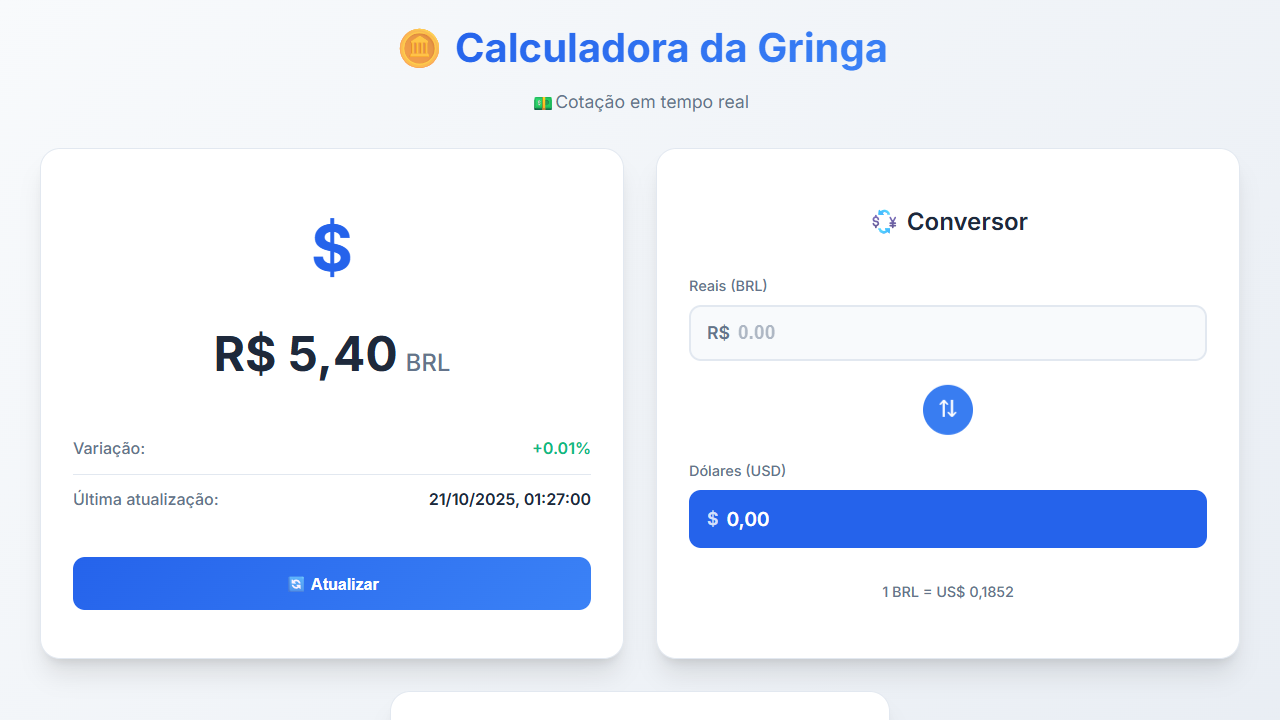 Calculadora da Gringa
Cotação em tempo real
$
R$ 5,40 BRL
Variação: +0.01%
Última atualização: 21/10/2025, 01:27:00
Atualizar
Conversor
Reais (BRL)
R$ 0.00
Dólares (USD)
$ 0,00
1 BRL = US$ 0,1852